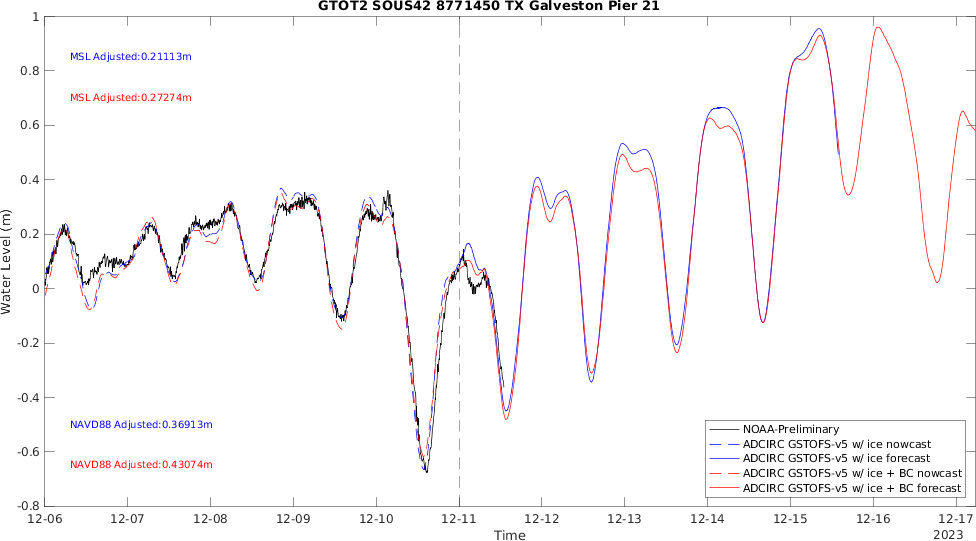 GTOT2 SOUS42 8771450 TX Galveston Pier 21
1
0.8
0.6
0.4
0.2
0
-0.2
-0.4
-0.6
-0.8
Water Level (m)
MSL Adjusted:0.21113m
MSL Adjusted:0.27274m
NAVD88 Adjusted:0.36913m
NAVD88 Adjusted:0.43074m
NOAA-Preliminary
ADCIRC GSTOFS-v5 w/ ice nowcast
ADCIRC GSTOFS-v5 w/ ice forecast
ADCIRC GSTOFS-v5 w/ ice + BC nowcast
ADCIRC GSTOFS-v5 w/ ice + BC forecast
12-06 12-07 12-08 12-09 12-10 12-11 12-12 12-13 12-14 12-15 12-16 12-17
Time
2023